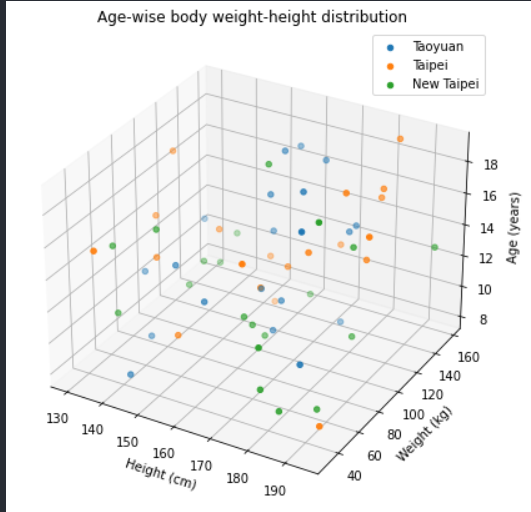 Age-wise body weight-height distribution
Taoyuan
Taipei
New Taipei
18
16
14
12
10
8
Age (years)
160
140
120
100
80
60
40
Weight (kg)
130
140
150
160
170
180
190
Height (cm)